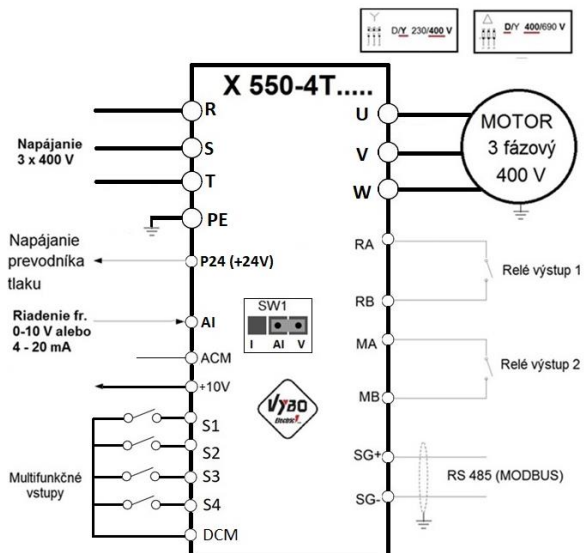 D/Y 230/400 V
D/Y 400/690 V
X 550-4T.....
R
S
T
PE
Napájanie
3 x 400 V
U
V
W
MOTOR
3 fázový
400 V
Napájanie
prevodníka
tlaku
P24 (+24V)
Riadenie fr.
0-10 V alebo
4 - 20 mA
AI
ACM
+10V
SW1
I AI V
VYBO
Electric
RA
RB
Relé výstup 1
MA
MB
Relé výstup 2
Multifunkčné
vstupy
S1
S2
S3
S4
DCM
SG+
SG-
RS 485 (MODBUS)